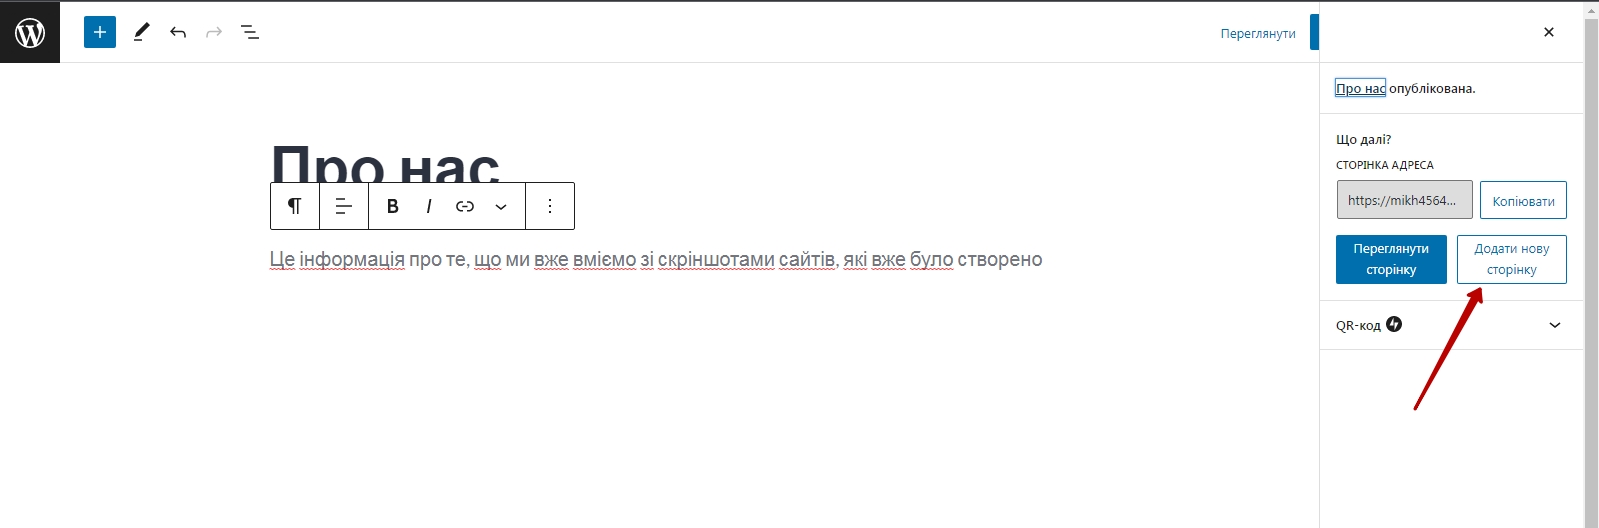 Переглянути
Про нас опублікована.
Що далі?
СТОРІНКА АДРЕСА
https://mikh4564...
Копіювати
Переглянути
сторінку
Додати нову
сторінку
QR-код
Про нас
B I
Це інформація про те, що ми вже вміємо зі скріншотами сайтів, які вже було створено